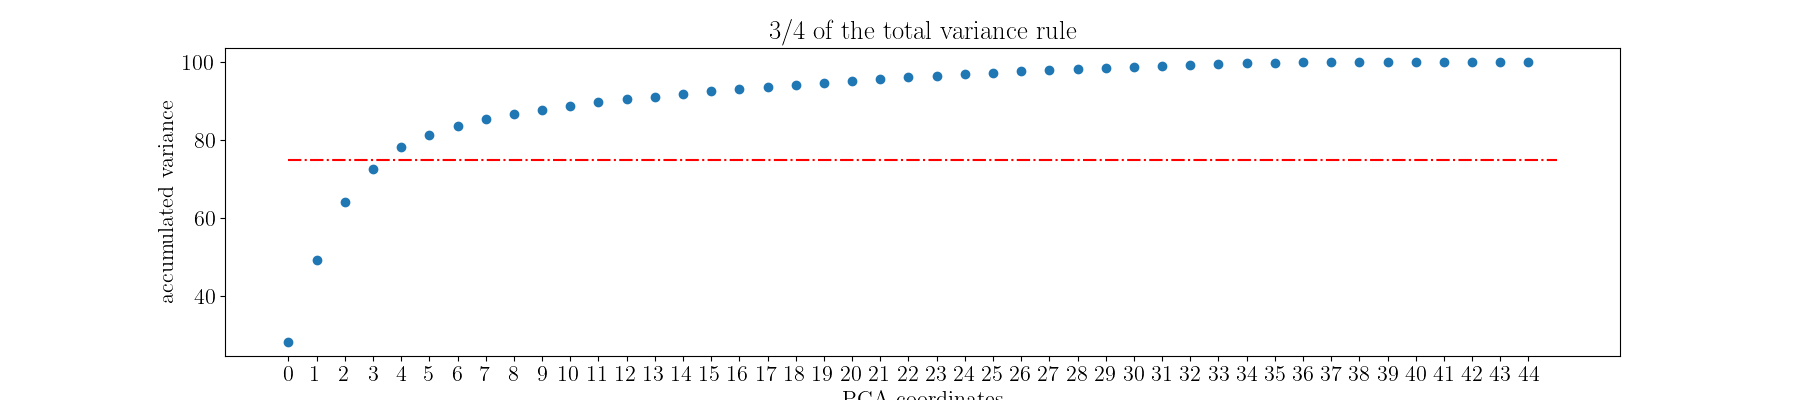 3/4 of the total variance rule
100
80
60
40
accumulated variance
0 1 2 3 4 5 6 7 8 9 10 11 12 13 14 15 16 17 18 19 20 21 22 23 24 25 26 27 28 29 30 31 32 33 34 35 36 37 38 39 40 41 42 43 44
PCA coordinates